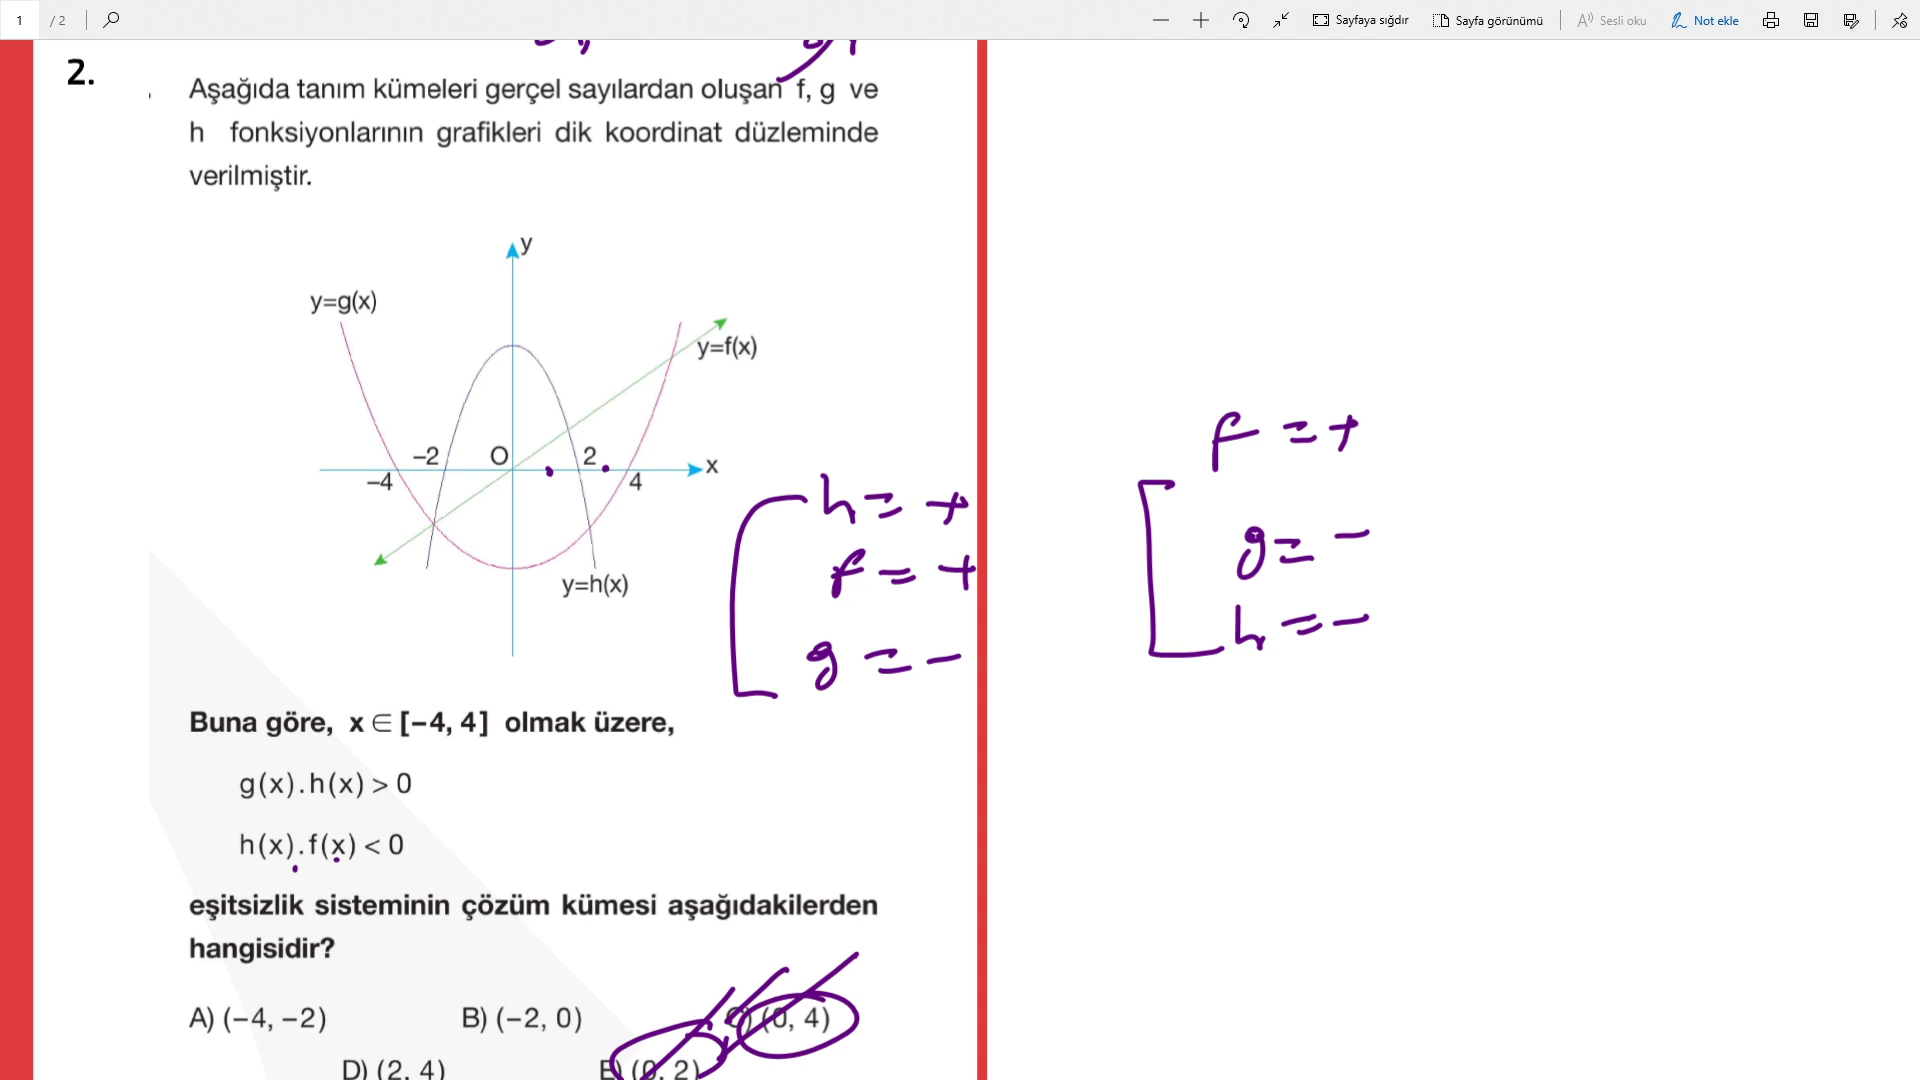 1 / 2 Sayfaya sığdır Sayfa görünümü Sesli oku Not ekle
2.
Aşağıda tanım kümeleri gerçel sayılardan oluşan f, g ve
h fonksiyonlarının grafikleri dik koordinat düzleminde
verilmiştir.
y
y=g(x)
y=f(x)
-2 O 2 x
-4 4
y=h(x)
h = +
f = +
g = -
f = +
g = -
h = -
Buna göre, x ∈ [-4, 4] olmak üzere,
g(x).h(x) > 0
h(x).f(x) < 0
eşitsizlik sisteminin çözüm kümesi aşağıdakilerden
hangisidir?
A) (-4, -2) B) (-2, 0) C) (0, 4)
D) (2, 4) E) (0, 2)